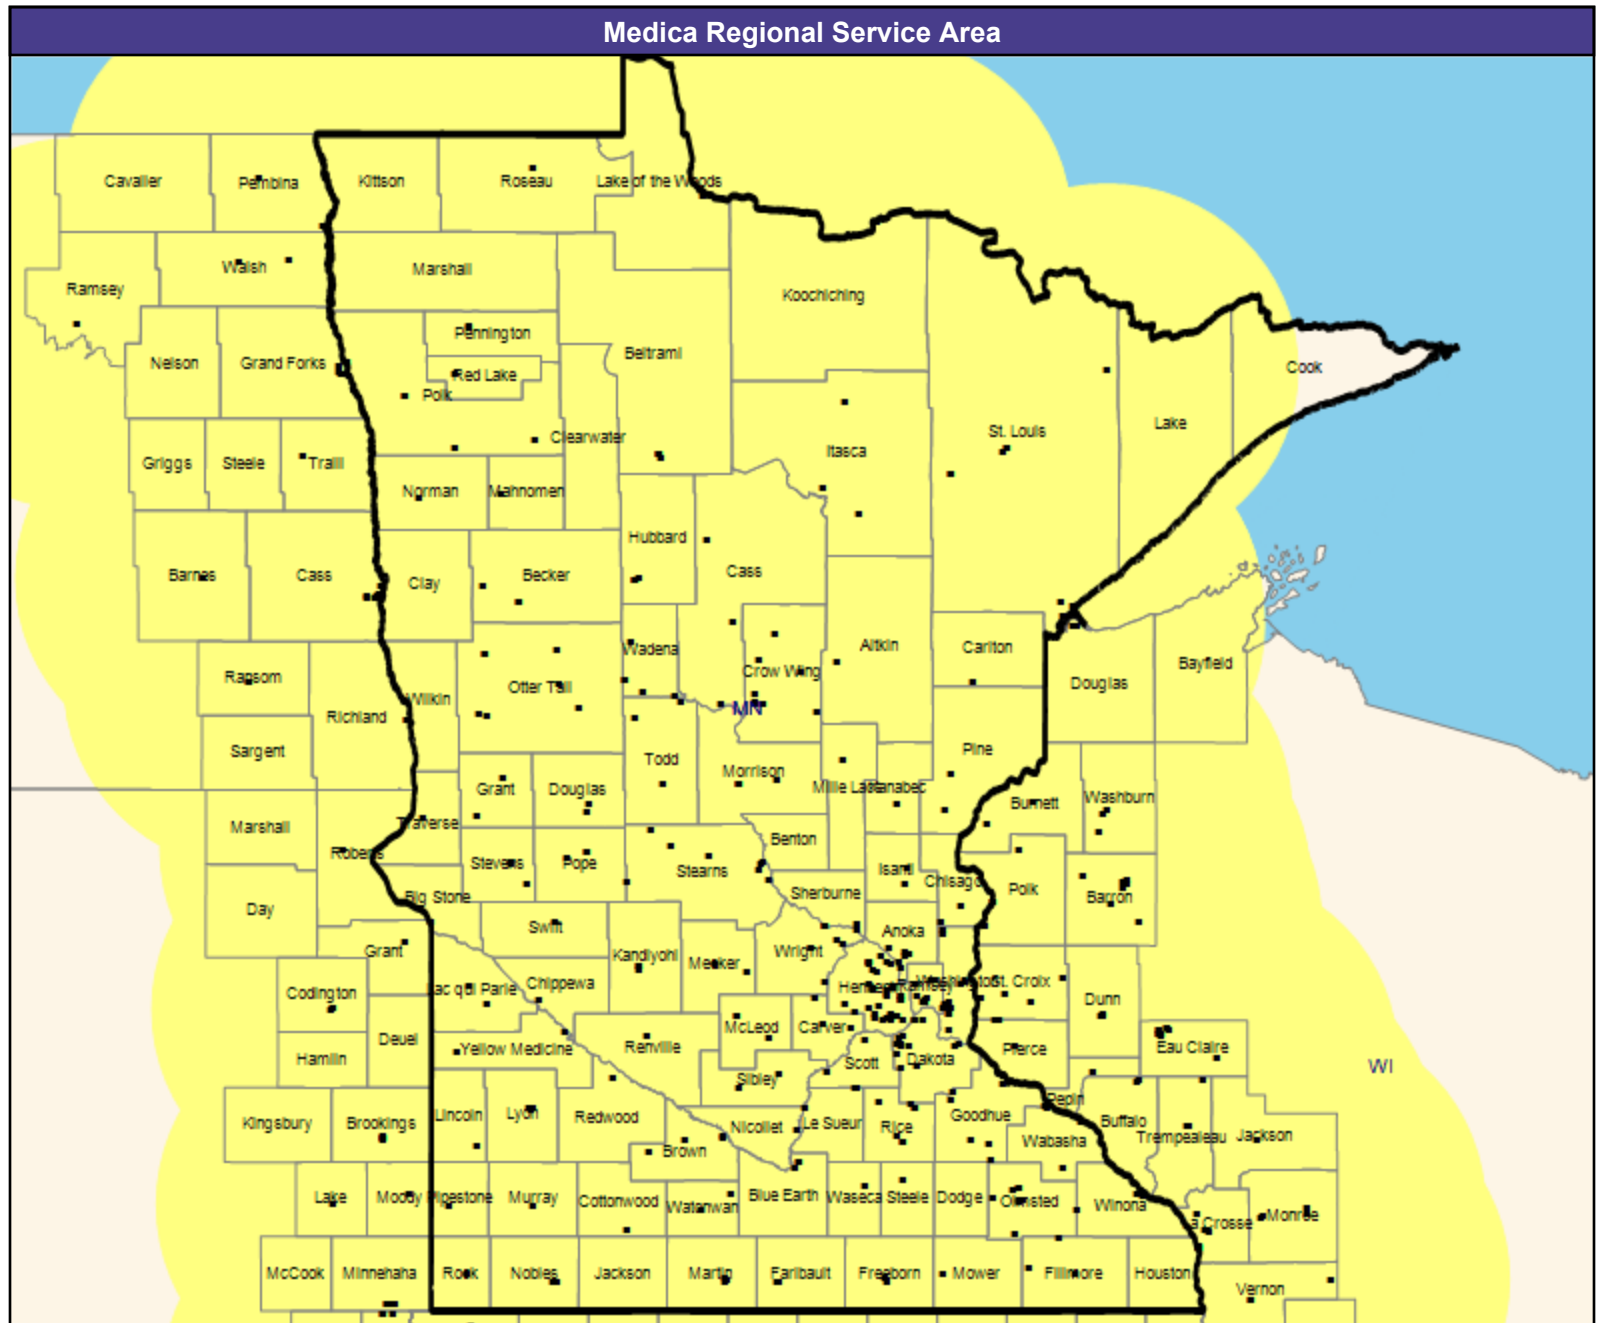 Medica Regional Service Area
Cavalier
Pembina
Kittson
Roseau
Lake of the Woods
Walsh
Marshall
Ramsey
Koochiching
Pennington
Nelson
Grand Forks
Beltrami
Red Lake
Cook
Polk
Lake
Clearwater
St. Louis
Itasca
Griggs
Steele
Traill
Norman
Mahnomen
Hubbard
Barnes
Cass
Clay
Becker
Cass
Aitkin
Carlton
Wadena
Crow Wing
Bayfield
Ransom
Otter Tail
Douglas
Wilkin
MN
Richland
Sargent
Pine
Todd
Morrison
Grant
Douglas
Mille Lacs
Kanabec
Burnett
Washburn
Marshall
Traverse
Benton
Roberts
Stevens
Pope
Stearns
Isanti
Chisago
Polk
Sherburne
Big Stone
Barron
Day
Swift
Anoka
Grant
Kandiyohi
Meeker
Wright
Codington
Lac qui Parle
Chippewa
Hennepin
Ramsey
Washington
St. Croix
Dunn
McLeod
Carver
Deuel
Hamlin
Yellow Medicine
Renville
Scott
Dakota
Pierce
Eau Claire
WI
Sibley
Pepin
Kingsbury
Brookings
Lincoln
Lyon
Redwood
Nicollet
Le Sueur
Rice
Goodhue
Buffalo
Trempealeau
Jackson
Wabasha
Brown
Lake
Moody
Pipestone
Murray
Cottonwood
Watonwan
Blue Earth
Waseca
Steele
Dodge
Olmsted
Winona
a Crosse
Monroe
McCook
Minnehaha
Rock
Nobles
Jackson
Martin
Faribault
Freeborn
Mower
Fillmore
Houston
Vernon